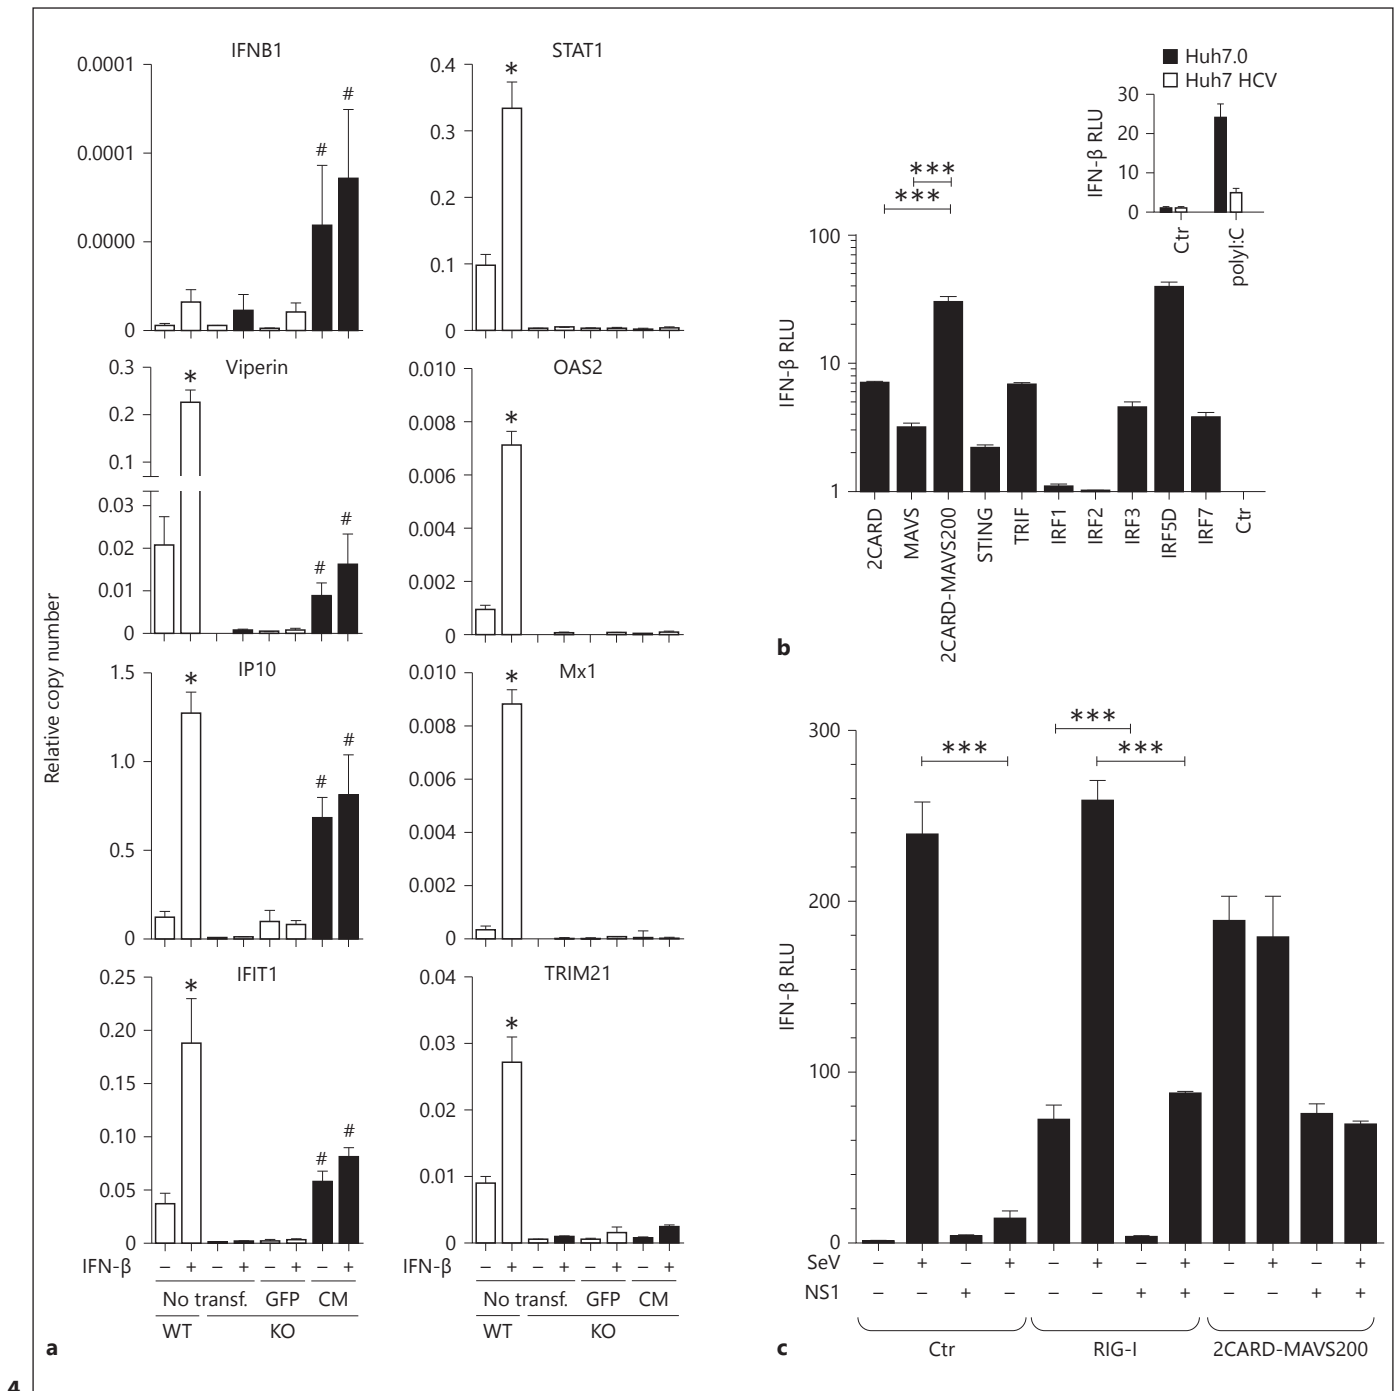 IFNB1
0.0001
0.0001
0.0000
0
#
#
STAT1
0.4
0.3
0.2
0.1
0
*
Viperin
0.3
0.2
0.1
0.03
0.02
0.01
0
*
#
#
OAS2
0.010
0.008
0.006
0.004
0.002
0
*
Relative copy number
IP10
1.5
1.0
0.5
0
*
#
#
Mx1
0.010
0.008
0.006
0.004
0.002
0
*
IFIT1
0.25
0.20
0.15
0.10
0.05
0
*
#
#
TRIM21
0.04
0.03
0.02
0.01
0
*
IFN-β – + – + – + – +
No transf. GFP CM
WT KO
IFN-β – + – + – + – +
No transf. GFP CM
WT KO
a
Huh7.0
Huh7 HCV
30
20
10
0
IFN-β RLU
Ctr
polyI:C
***
***
100
10
1
IFN-β RLU
2CARD
MAVS
2CARD-MAVS200
STING
TRIF
IRF1
IRF2
IRF3
IRF5D
IRF7
Ctr
b
300
200
100
0
IFN-β RLU
***
***
***
SeV – + – + – + – + – – – +
NS1 – – + – – – + + – – + +
Ctr RIG-I 2CARD-MAVS200
c
4